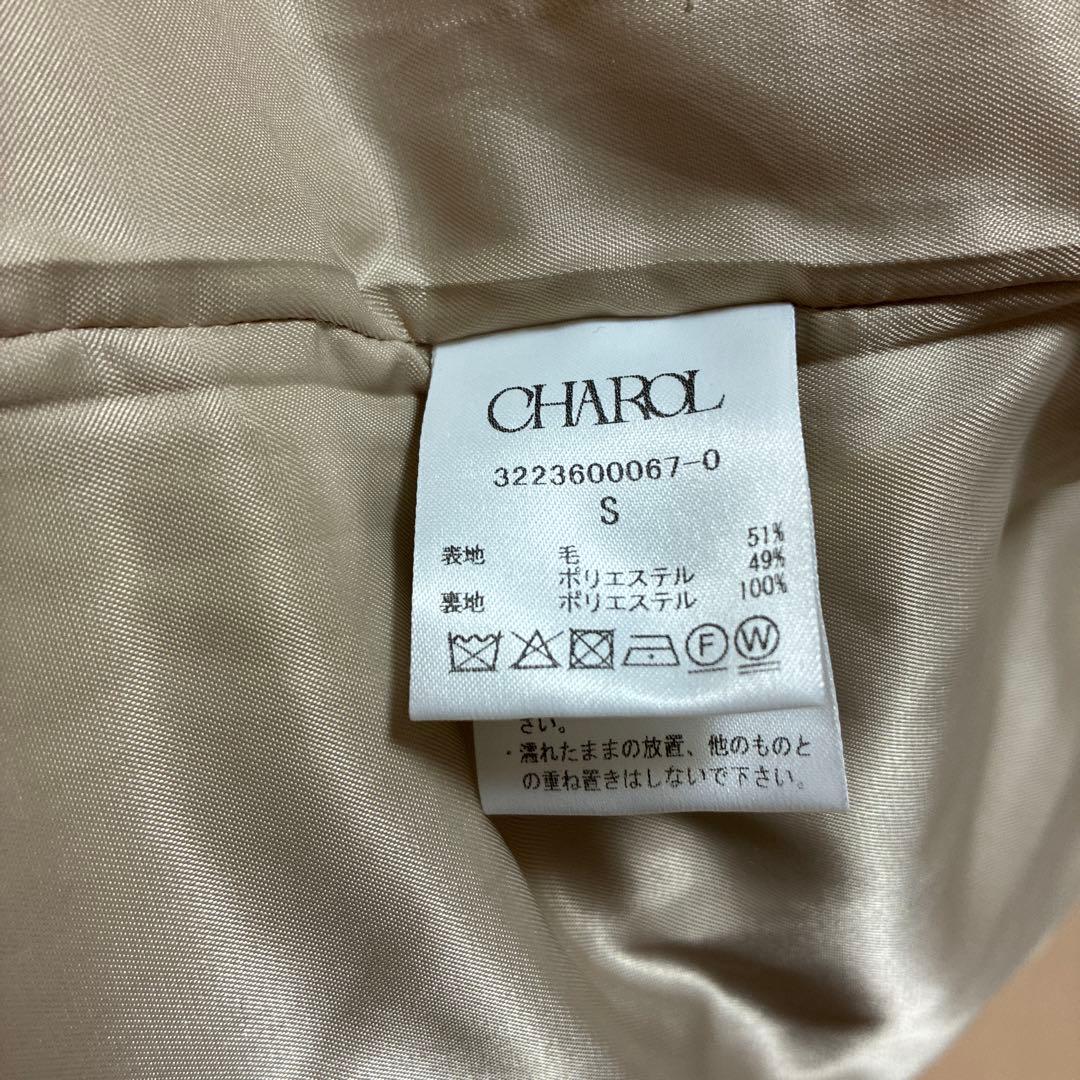 CHAROL
3223600067-0
S
表地 毛 51%
ポリエステル 49%
裏地 ポリエステル 100%
F W
さい。
・濡れたままの放置、他のものと
の重ね置きはしないで下さい。